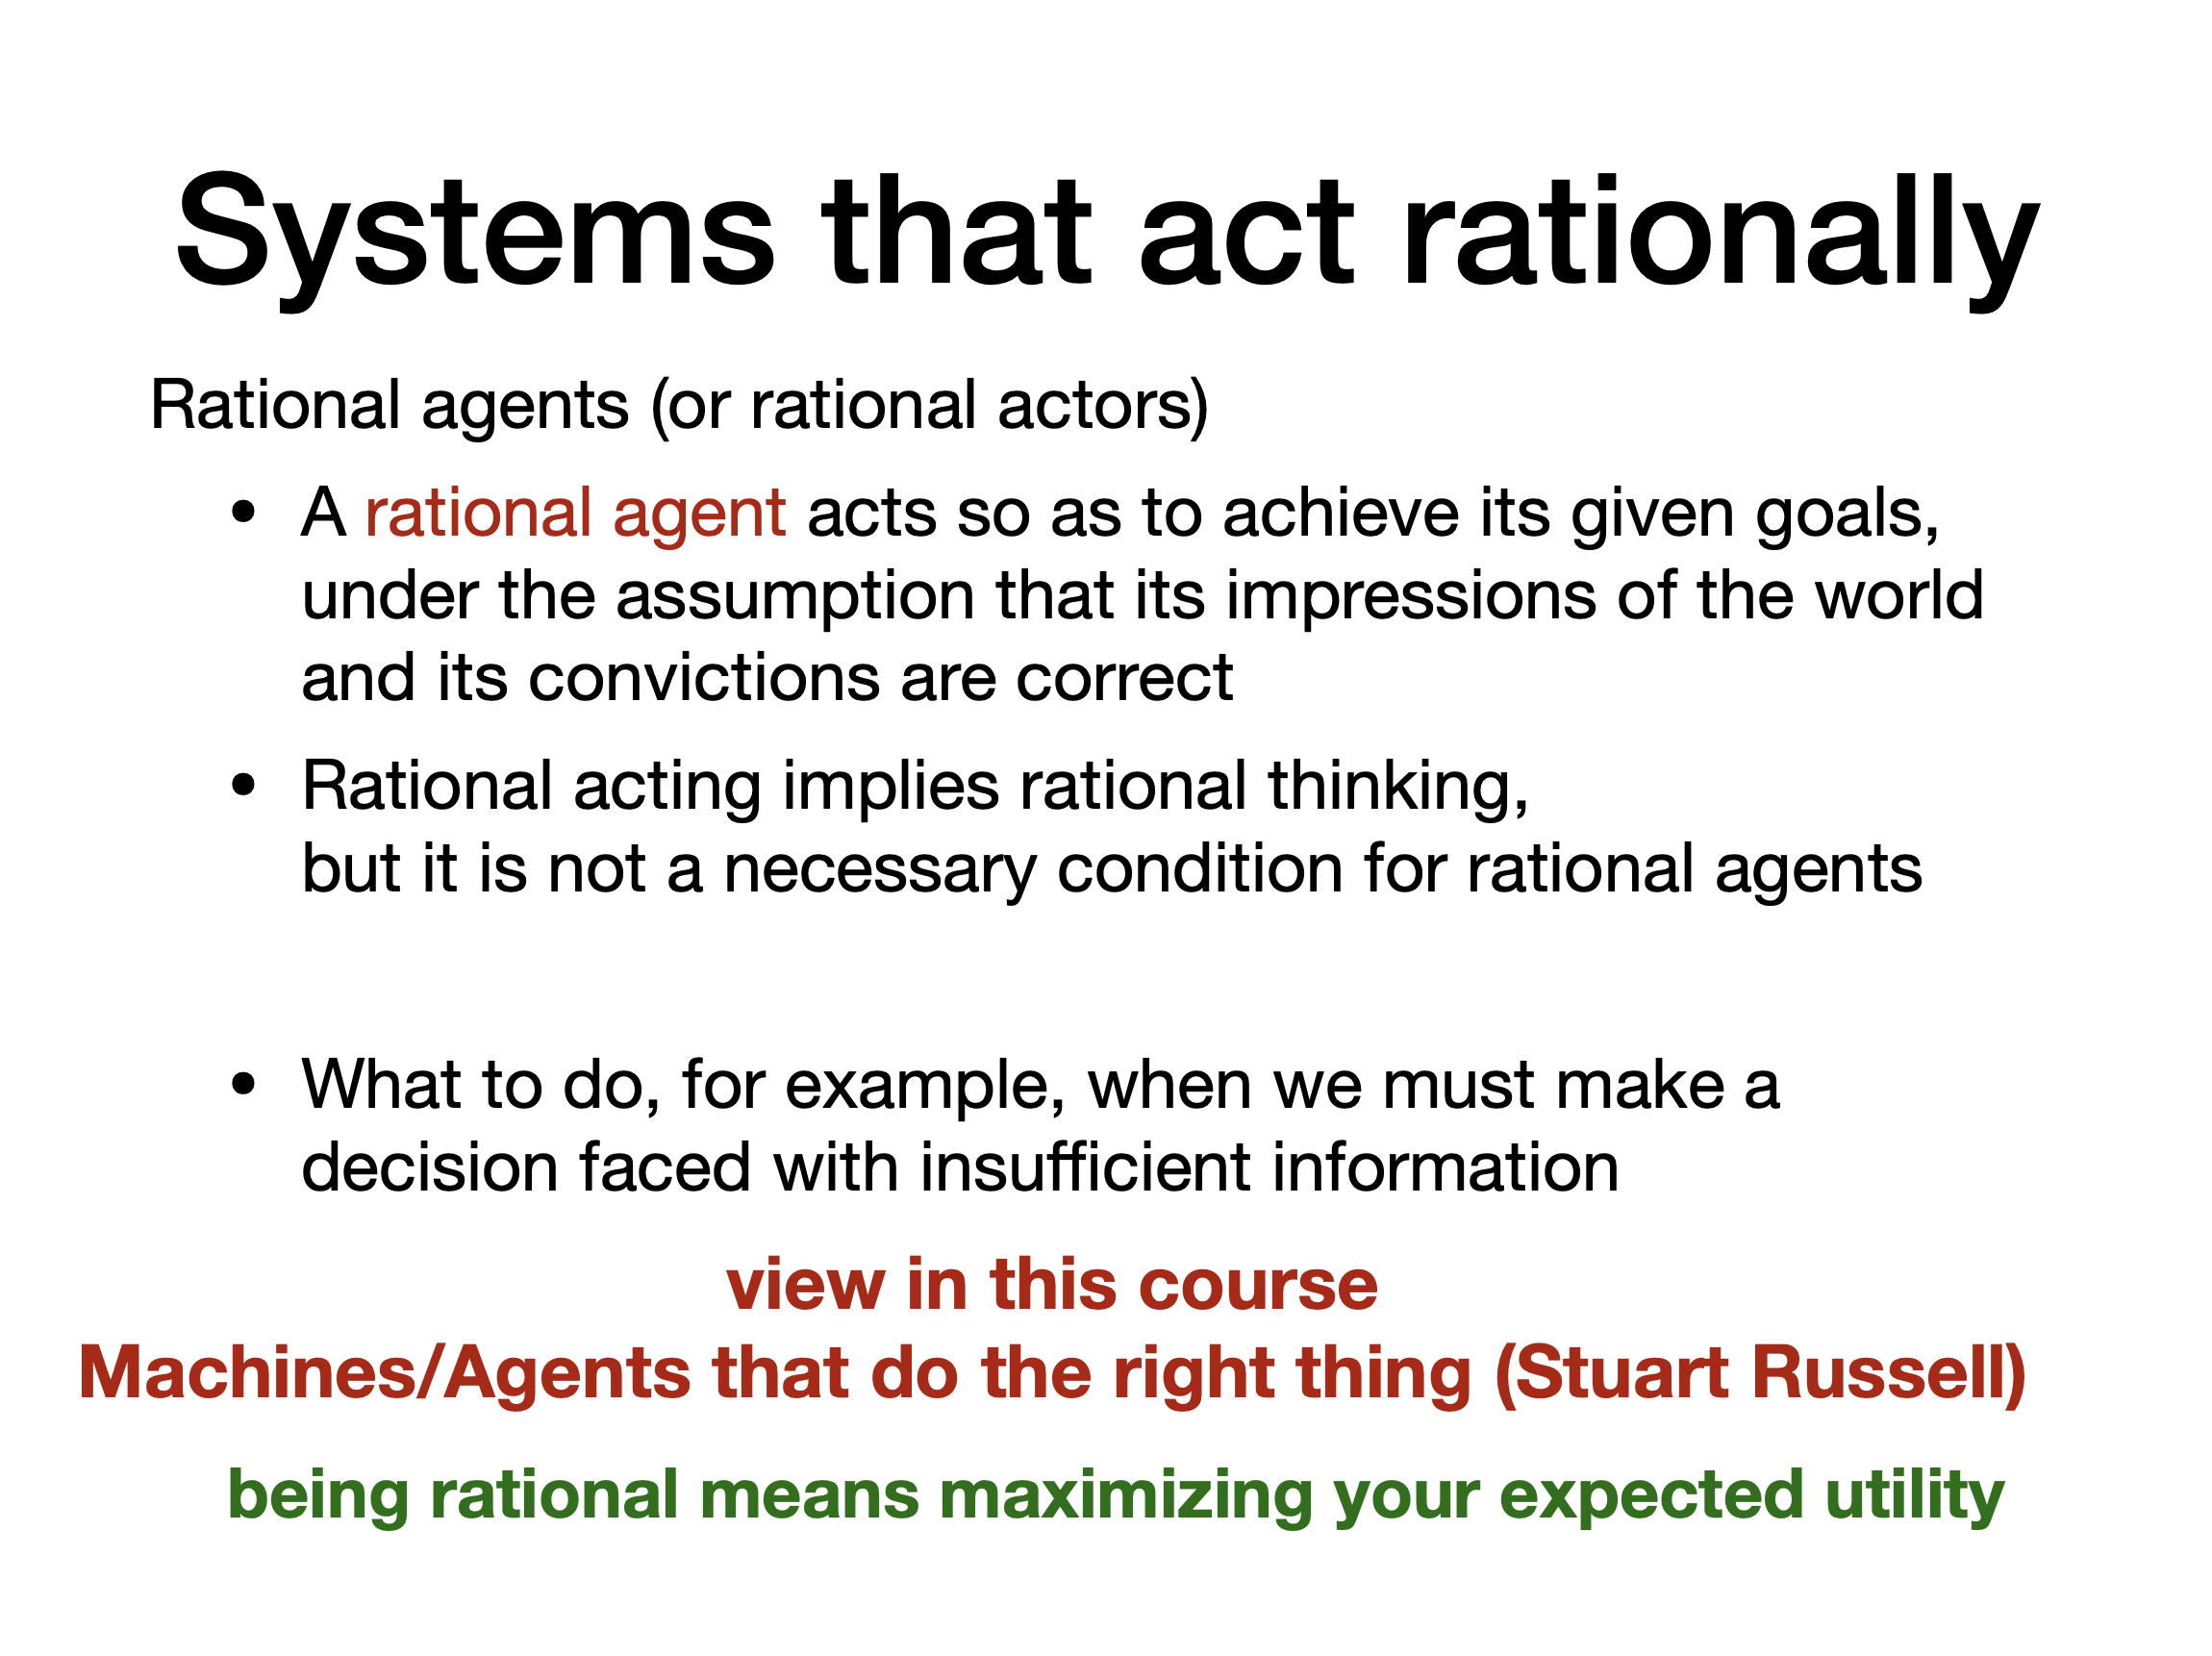 Systems that act rationally
Rational agents (or rational actors)
• A rational agent acts so as to achieve its given goals,
under the assumption that its impressions of the world
and its convictions are correct
• Rational acting implies rational thinking,
but it is not a necessary condition for rational agents
• What to do, for example, when we must make a
decision faced with insufficient information
view in this course
Machines/Agents that do the right thing (Stuart Russell)
being rational means maximizing your expected utility